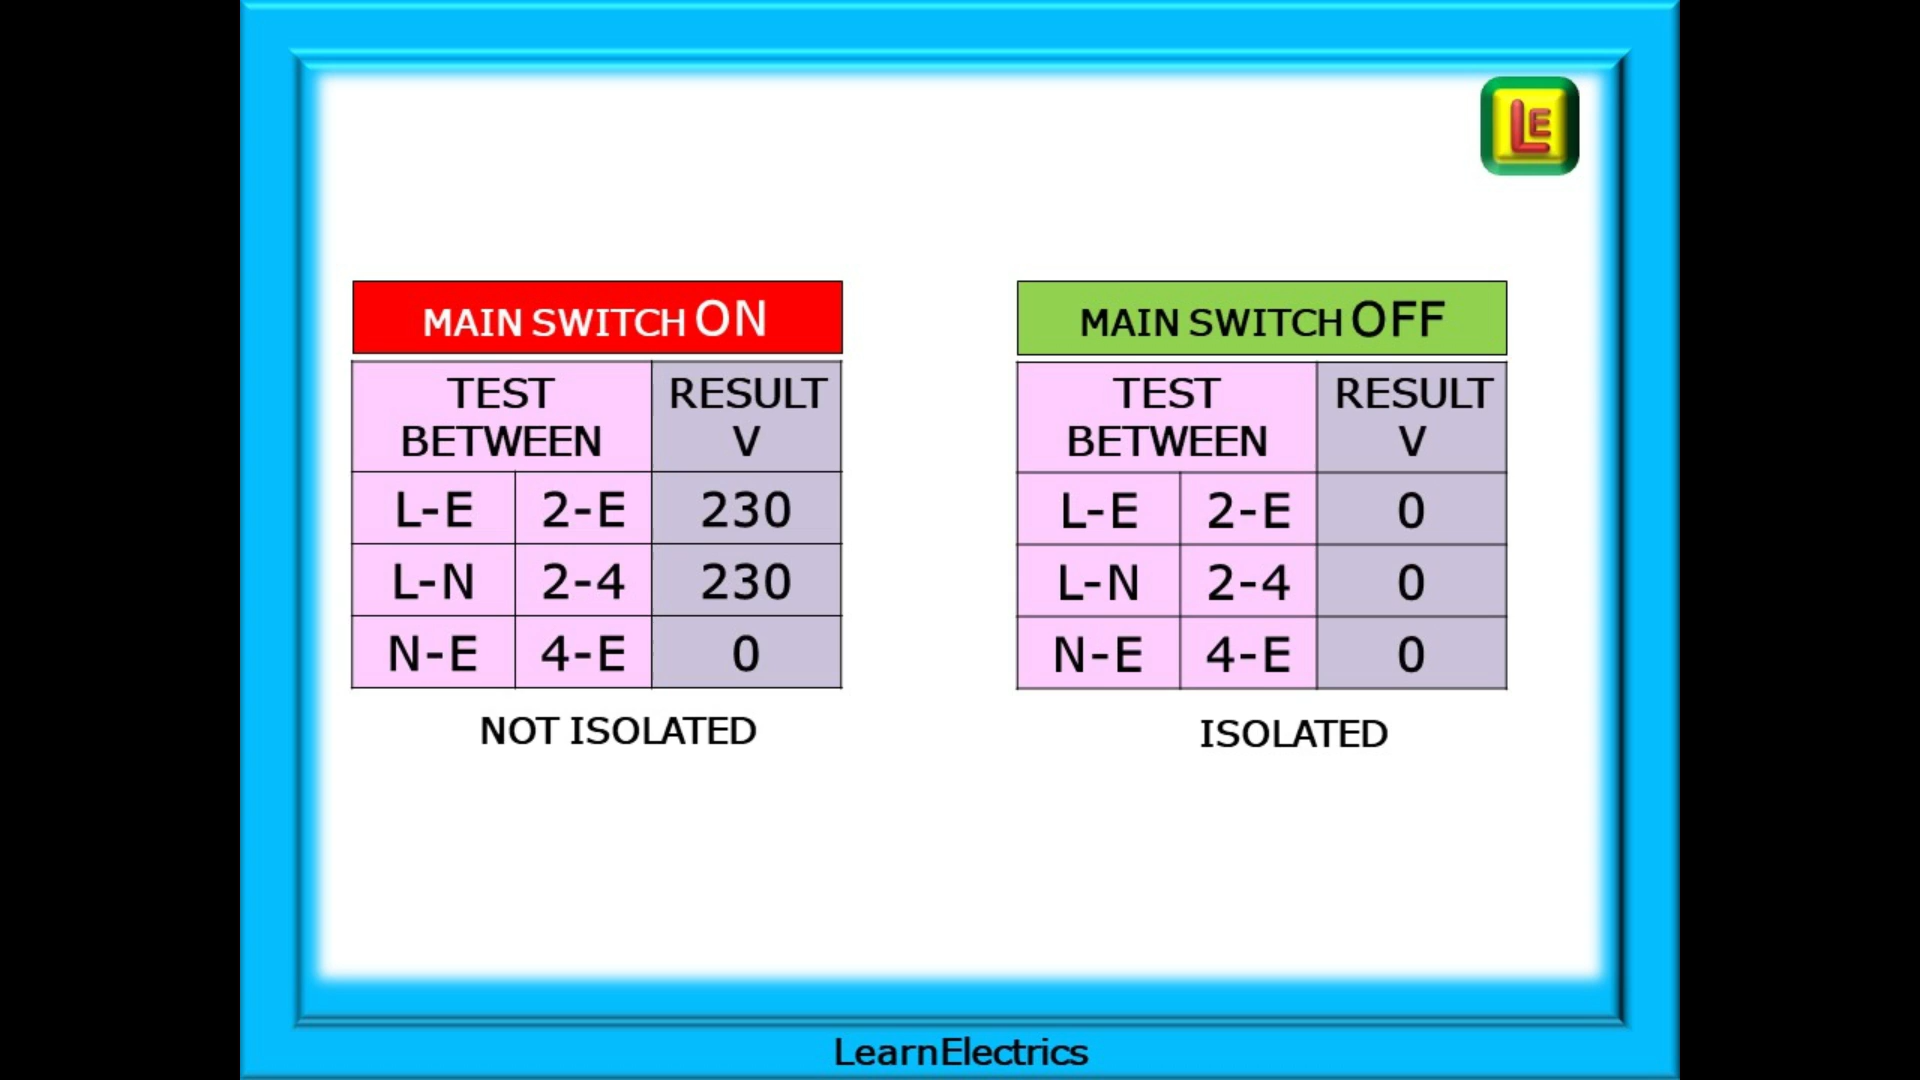 LE
MAIN SWITCH ON
TEST BETWEEN RESULT V
L-E 2-E 230
L-N 2-4 230
N-E 4-E 0
NOT ISOLATED
MAIN SWITCH OFF
TEST BETWEEN RESULT V
L-E 2-E 0
L-N 2-4 0
N-E 4-E 0
ISOLATED
LearnElectrics